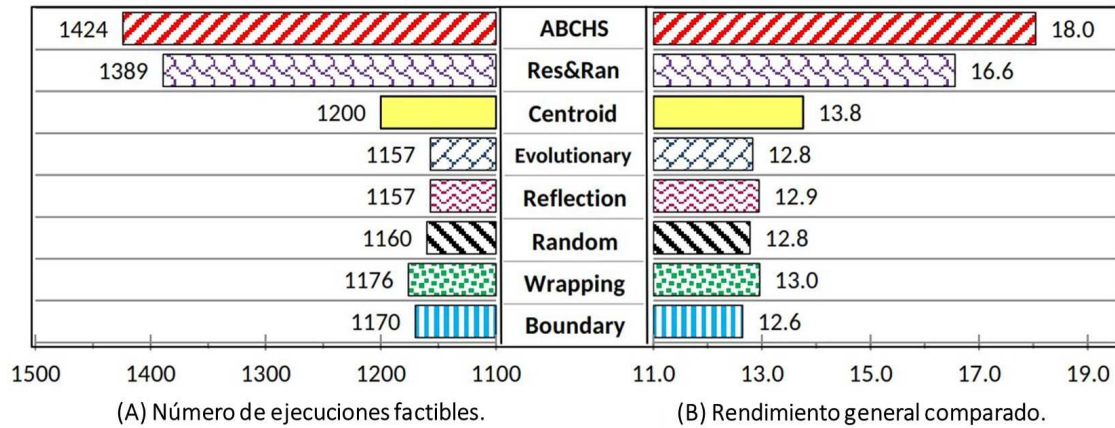 1424 ABCHS 18.0
1389 Res&Ran 16.6
1200 Centroid 13.8
1157 Evolutionary 12.8
1157 Reflection 12.9
1160 Random 12.8
1176 Wrapping 13.0
1170 Boundary 12.6
1500 1400 1300 1200 1100 11.0 13.0 15.0 17.0 19.0
(A) Número de ejecuciones factibles. (B) Rendimiento general comparado.